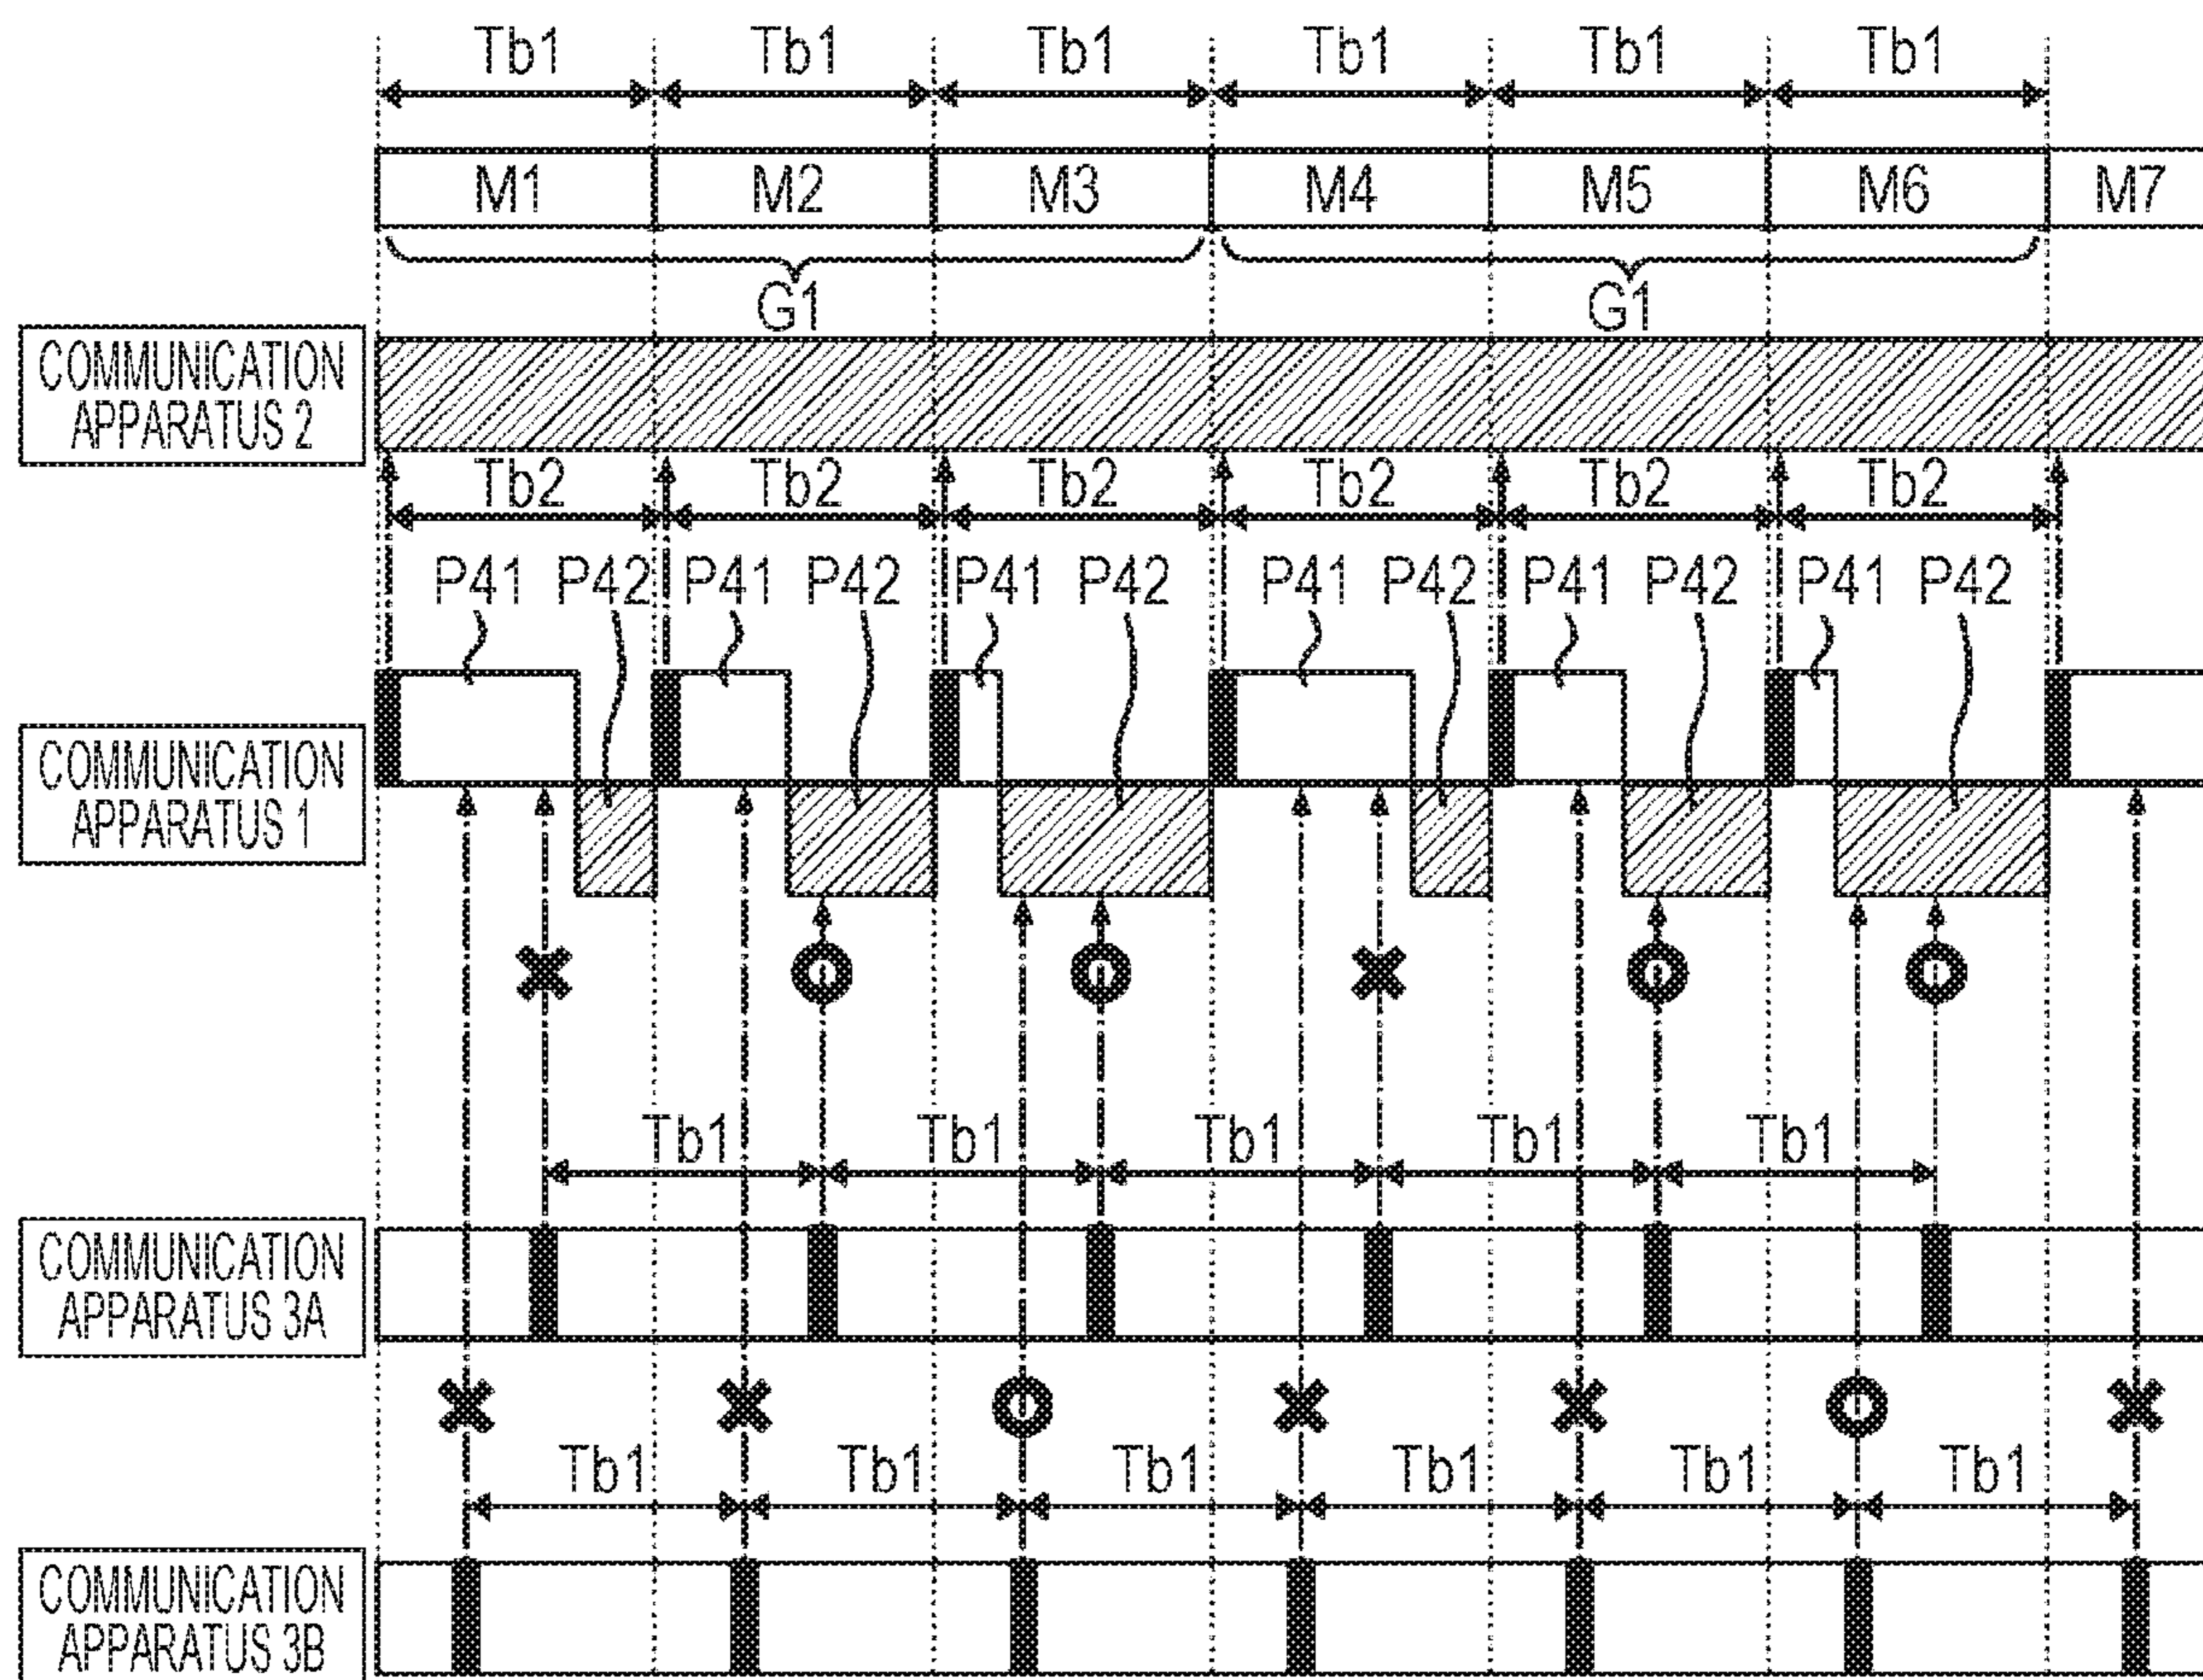 Tb1 Tb1 Tb1 Tb1 Tb1 Tb1
M1 M2 M3 M4 M5 M6 M7
G1 G1
COMMUNICATION
APPARATUS 2
Tb2 Tb2 Tb2 Tb2 Tb2 Tb2
P41 P42 P41 P42 P41 P42 P41 P42 P41 P42 P41 P42
COMMUNICATION
APPARATUS 1
Tb1 Tb1 Tb1 Tb1 Tb1
COMMUNICATION
APPARATUS 3A
Tb1 Tb1 Tb1 Tb1 Tb1 Tb1
COMMUNICATION
APPARATUS 3B